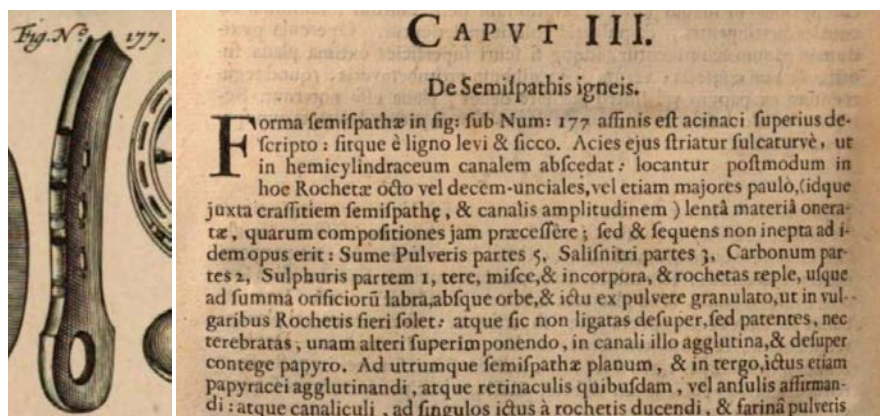 Fig. Nº 177.
CAPVT III.
De Semiſpathis igneis.
Forma ſemiſpathæ in fig: ſub Num: 177 affinis eſt acinaci ſuperius de-
ſcripto : ſitque è ligno levi & ſicco. Acies ejus ſtriatur ſulcaturvè, ut
in hemicylindraceum canalem abſcedat : locantur poſtmodum in
hoe Rochetæ octo vel decem-unciales, vel etiam majores paulò, (idque
juxta craſſitiem ſemiſpathę, & canalis amplitudinem ) lentâ materiâ onera-
tæ, quarum compoſitiones jam præceſſêre ; ſed & ſequens non inepta ad i-
dem opus erit : Sume Pulveris partes 5, Saliſnitri partes 3, Carbonum par-
tes 2, Sulphuris partem 1, tere, miſce,& incorpora, & rochetas reple, uſque
ad ſumma orificiorũ labra,abſque orbe,& ictu ex pulvere granulato,ut in vul-
garibus Rochetis fieri ſolet : atque ſic non ligatas deſuper,ſed patentes, nec
terebratas, unam alteri ſuperimponendo, in canali illo agglutina,& deſuper
contege papyro. Ad utrumque ſemiſpathæ planum, & in tergo,ictus etiam
papyracei agglutinandi, atque retinaculis quibuſdam, vel anſulis affirman-
di : atque canaliculi, ad ſingulos ictus à rochetis ducendi, & farinâ pulveris